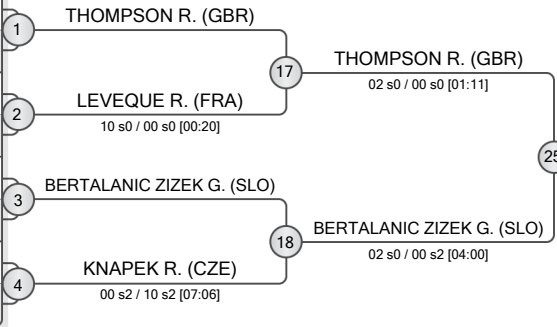 THOMPSON R. (GBR)
1
17
THOMPSON R. (GBR)
02 s0 / 00 s0 [01:11]
LEVEQUE R. (FRA)
2
10 s0 / 00 s0 [00:20]
25
BERTALANIC ZIZEK G. (SLO)
3
18
BERTALANIC ZIZEK G. (SLO)
02 s0 / 00 s2 [04:00]
KNAPEK R. (CZE)
4
00 s2 / 10 s2 [07:06]